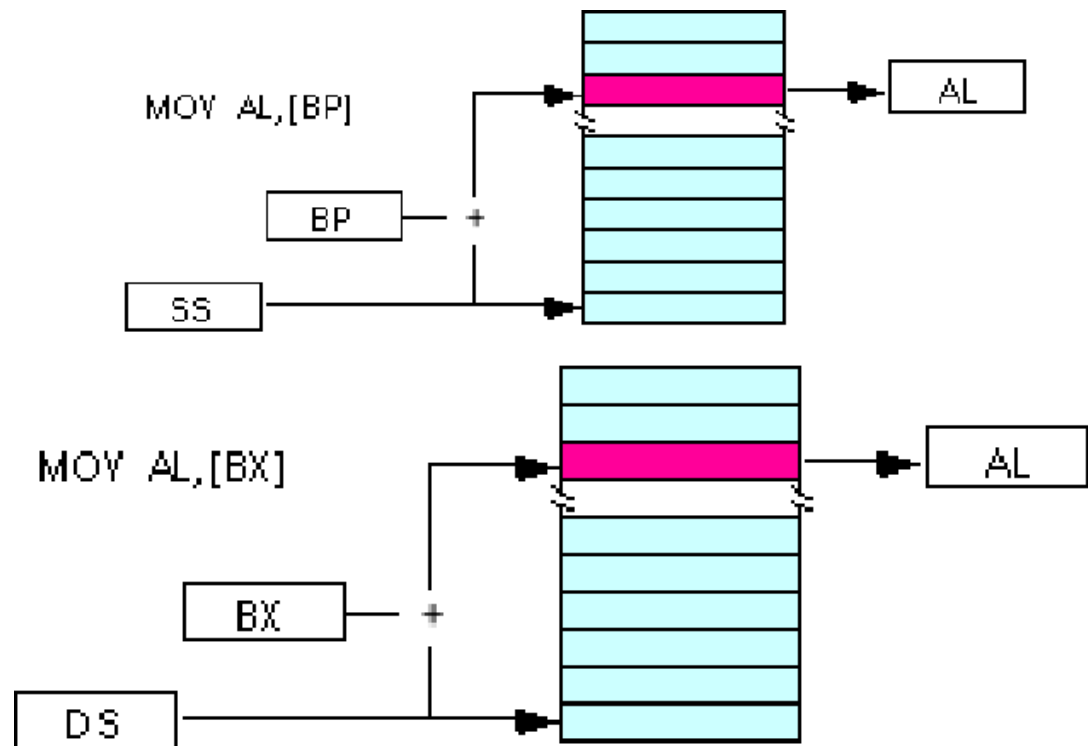 MOV AL,[BP]
AL
BP
+
SS
MOV AL,[BX]
AL
BX
+
DS